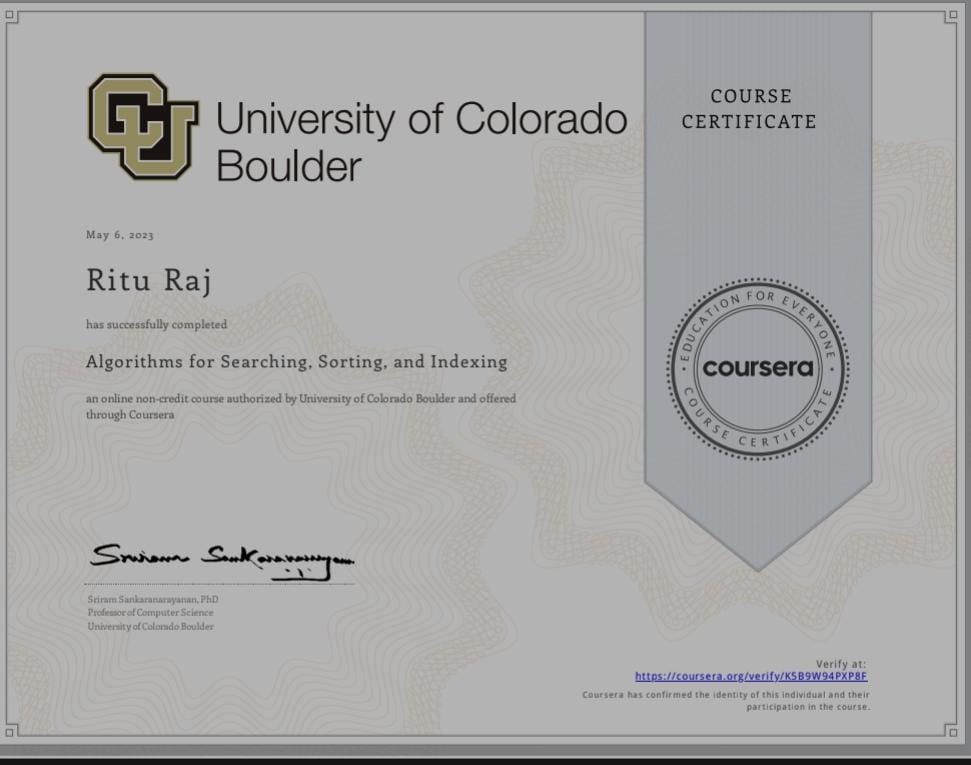 University of Colorado
Boulder
COURSE
CERTIFICATE
May 6, 2023
Ritu Raj
has successfully completed
Algorithms for Searching, Sorting, and Indexing
an online non-credit course authorized by University of Colorado Boulder and offered
through Coursera
EDUCATION FOR EVERYONE
coursera
COURSE CERTIFICATE
Sriram Sankaranarayanan
Sriram Sankaranarayanan, PhD
Professor of Computer Science
University of Colorado Boulder
Verify at:
https://coursera.org/verify/K5B9W94PXP8F
Coursera has confirmed the identity of this individual and their
participation in the course.